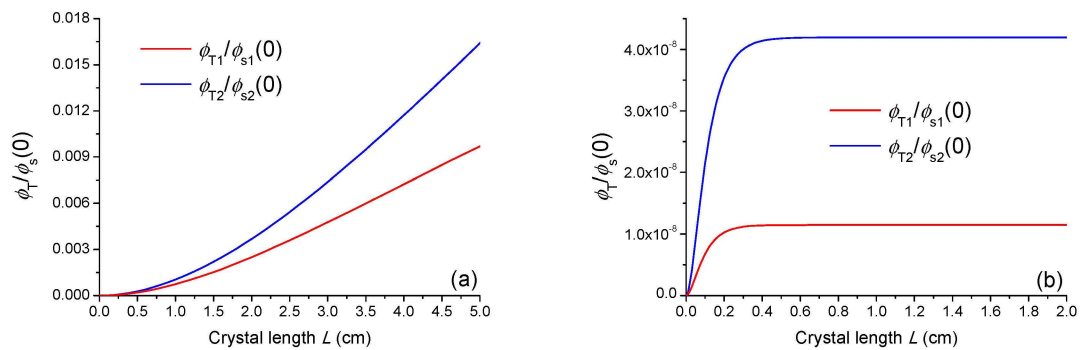 0.018
0.015
0.012
0.009
0.006
0.003
0.000
ϕT/ϕs(0)
ϕT1/ϕs1(0)
ϕT2/ϕs2(0)
(a)
0.0 0.5 1.0 1.5 2.0 2.5 3.0 3.5 4.0 4.5 5.0
Crystal length L (cm)
4.0x10⁻⁸
3.0x10⁻⁸
2.0x10⁻⁸
1.0x10⁻⁸
0.0
ϕT/ϕs(0)
ϕT1/ϕs1(0)
ϕT2/ϕs2(0)
(b)
0.0 0.2 0.4 0.6 0.8 1.0 1.2 1.4 1.6 1.8 2.0
Crystal length L (cm)